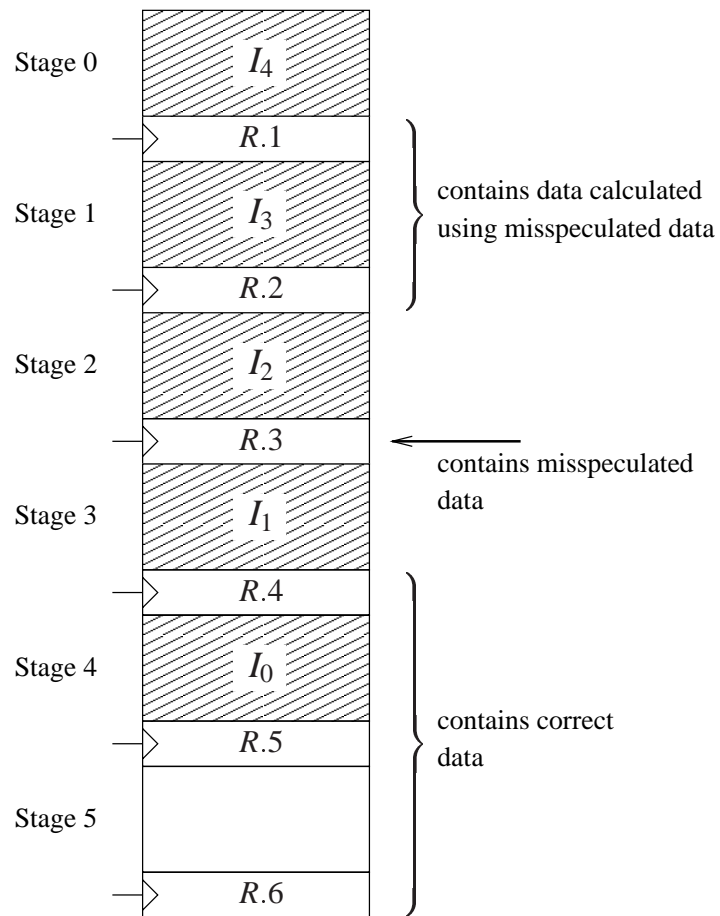 Stage 0
I₄
R.1
contains data calculated
using misspeculated data
Stage 1
I₃
R.2
Stage 2
I₂
R.3
contains misspeculated
data
Stage 3
I₁
R.4
Stage 4
I₀
contains correct
data
R.5
Stage 5
R.6